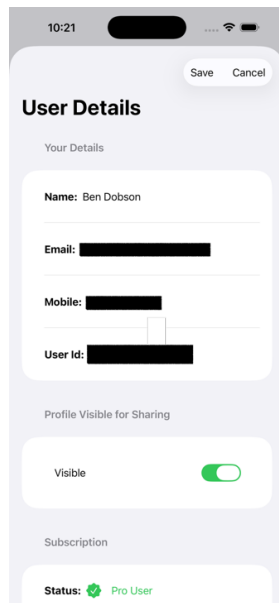 10:21
Save Cancel
User Details
Your Details
Name: Ben Dobson
Email:
Mobile:
User Id:
Profile Visible for Sharing
Visible
Subscription
Status: Pro User